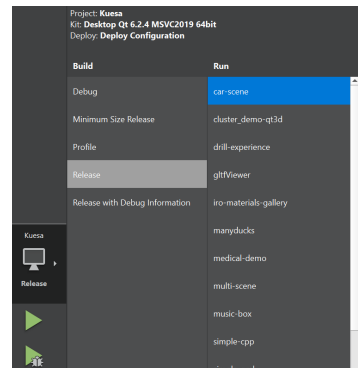 Project: Kuesa
Kit: Desktop Qt 6.2.4 MSVC2019 64bit
Deploy: Deploy Configuration
Build
Run
Debug
car-scene
Minimum Size Release
cluster_demo-qt3d
Profile
drill-experience
Release
gltfViewer
Release with Debug Information
iro-materials-gallery
Kuesa
manyducks
medical-demo
Release
multi-scene
music-box
simple-cpp